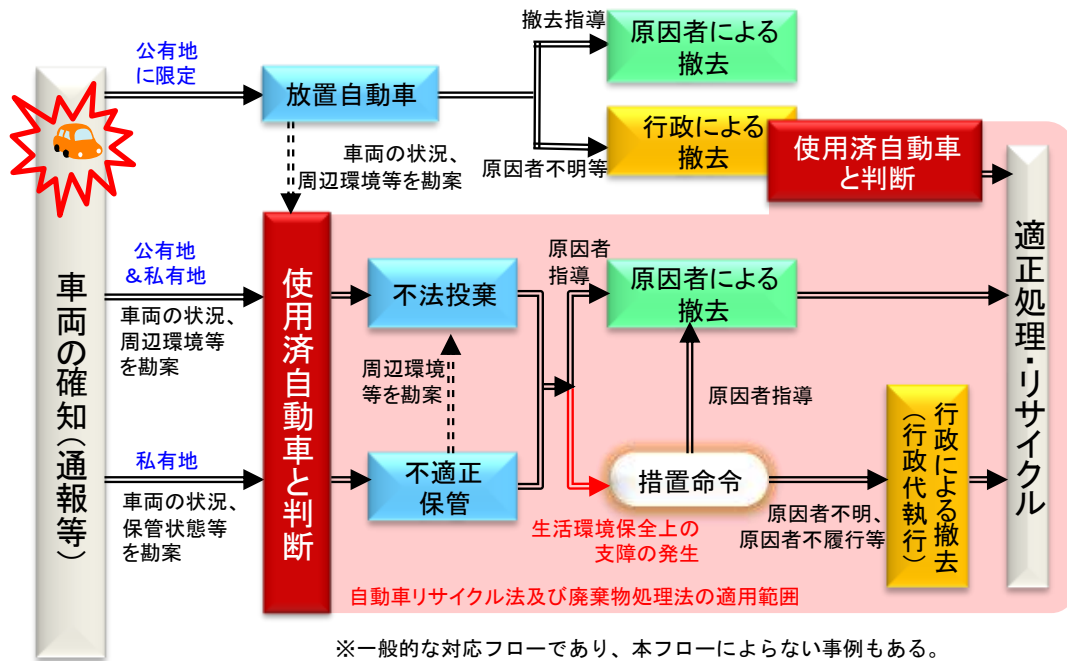 車両の確知（通報等）
公有地
に限定
放置自動車
撤去指導
原因者による
撤去
原因者不明等
行政による
撤去
使用済自動車
と判断
車両の状況、
周辺環境等を勘案
公有地
＆私有地
車両の状況、
周辺環境等
を勘案
私有地
車両の状況、
保管状態等
を勘案
使用済自動車と判断
不法投棄
周辺環境
等を勘案
不適正
保管
原因者
指導
原因者による
撤去
原因者指導
措置命令
生活環境保全上の
支障の発生
原因者不明、
原因者不履行等
行政による撤去
（行政代執行）
適正処理・リサイクル
自動車リサイクル法及び廃棄物処理法の適用範囲
※一般的な対応フローであり、本フローによらない事例もある。